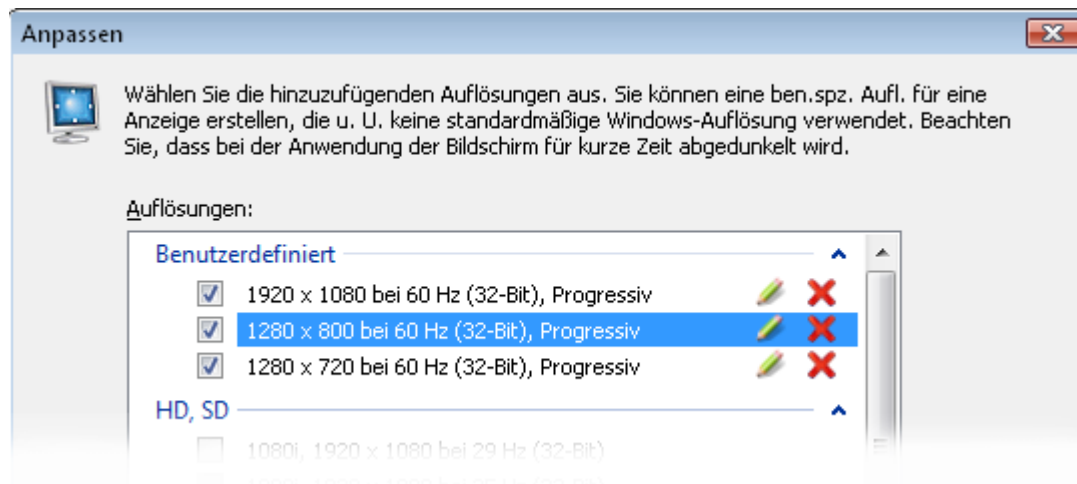 Anpassen
Wählen Sie die hinzuzufügenden Auflösungen aus. Sie können eine ben.spz. Aufl. für eine
Anzeige erstellen, die u. U. keine standardmäßige Windows-Auflösung verwendet. Beachten
Sie, dass bei der Anwendung der Bildschirm für kurze Zeit abgedunkelt wird.
Auflösungen:
Benutzerdefiniert
1920 x 1080 bei 60 Hz (32-Bit), Progressiv
1280 x 800 bei 60 Hz (32-Bit), Progressiv
1280 x 720 bei 60 Hz (32-Bit), Progressiv
HD, SD
1080i, 1920 x 1080 bei 29 Hz (32-Bit)